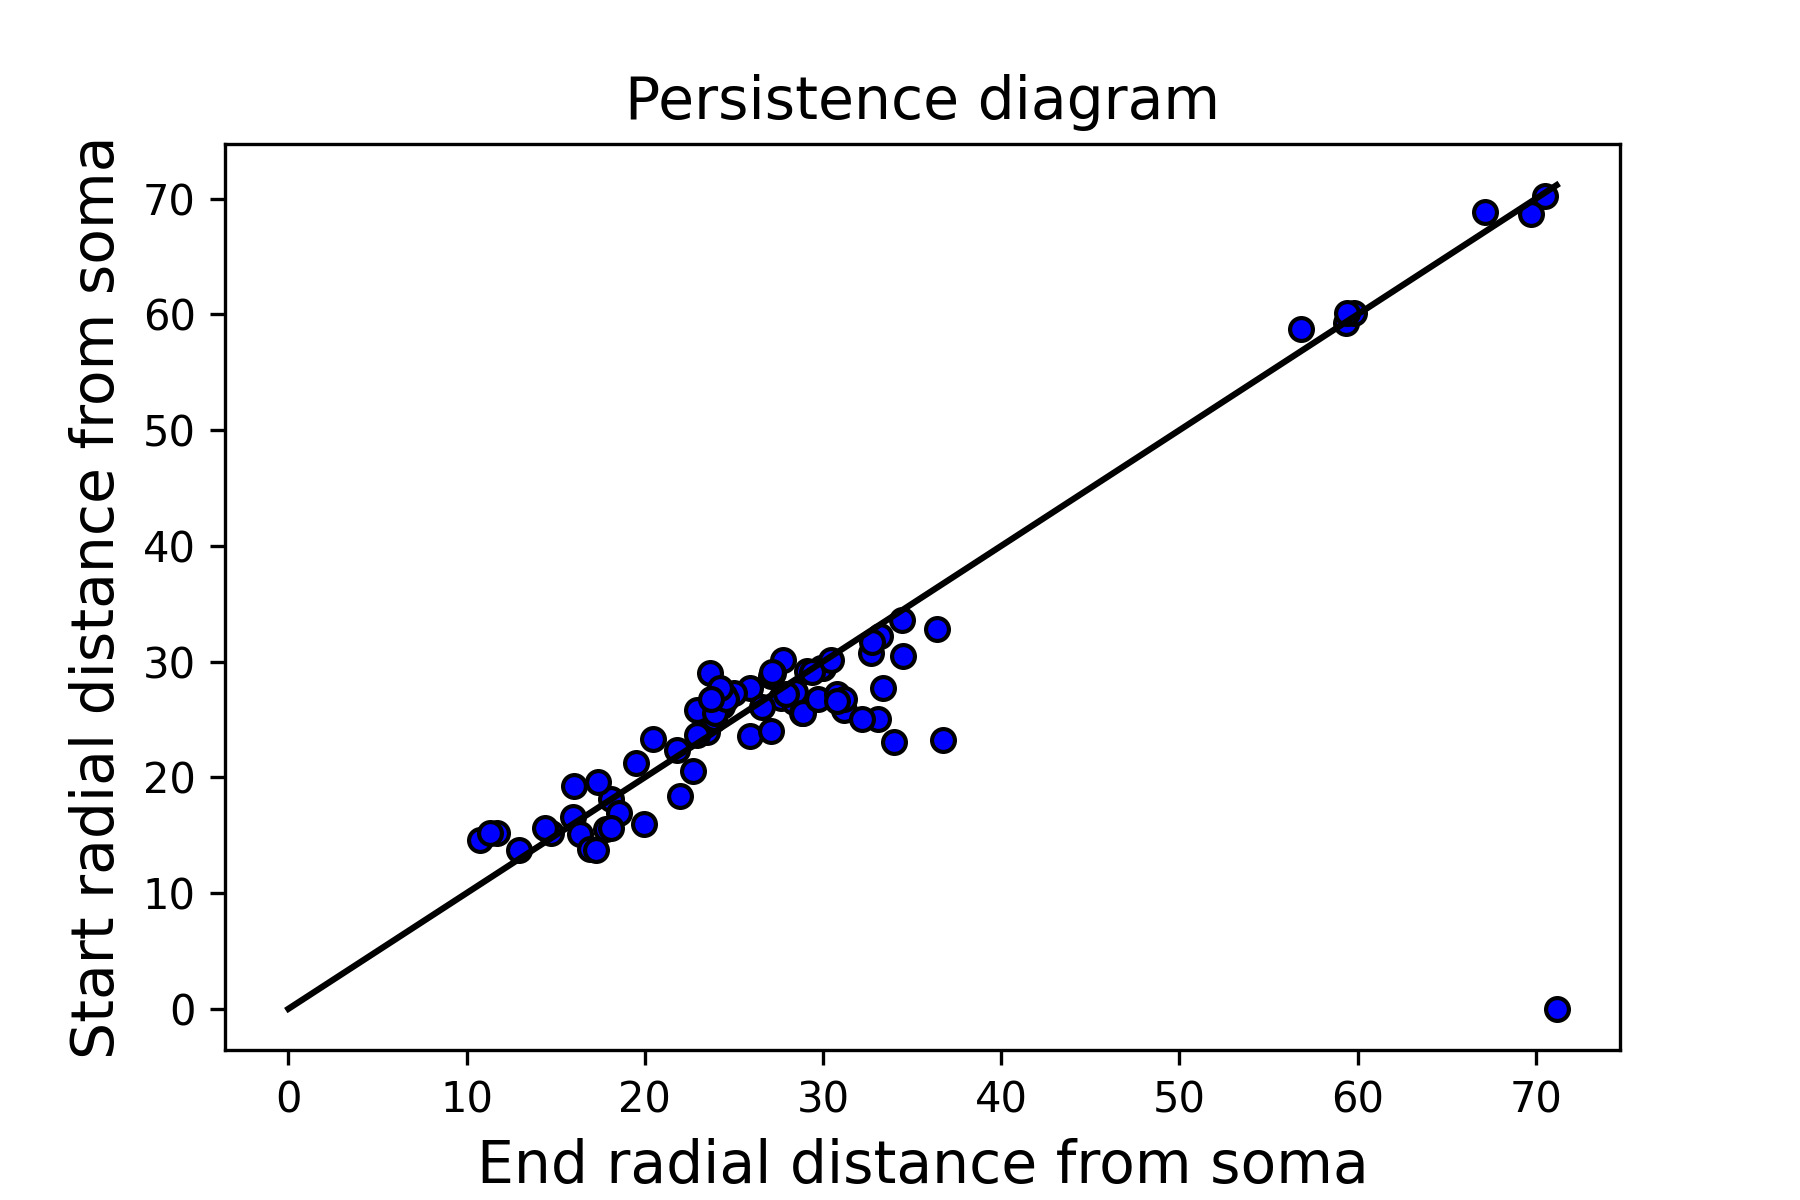 Persistence diagram
Start radial distance from soma
70
60
50
40
30
20
10
0
0 10 20 30 40 50 60 70
End radial distance from soma